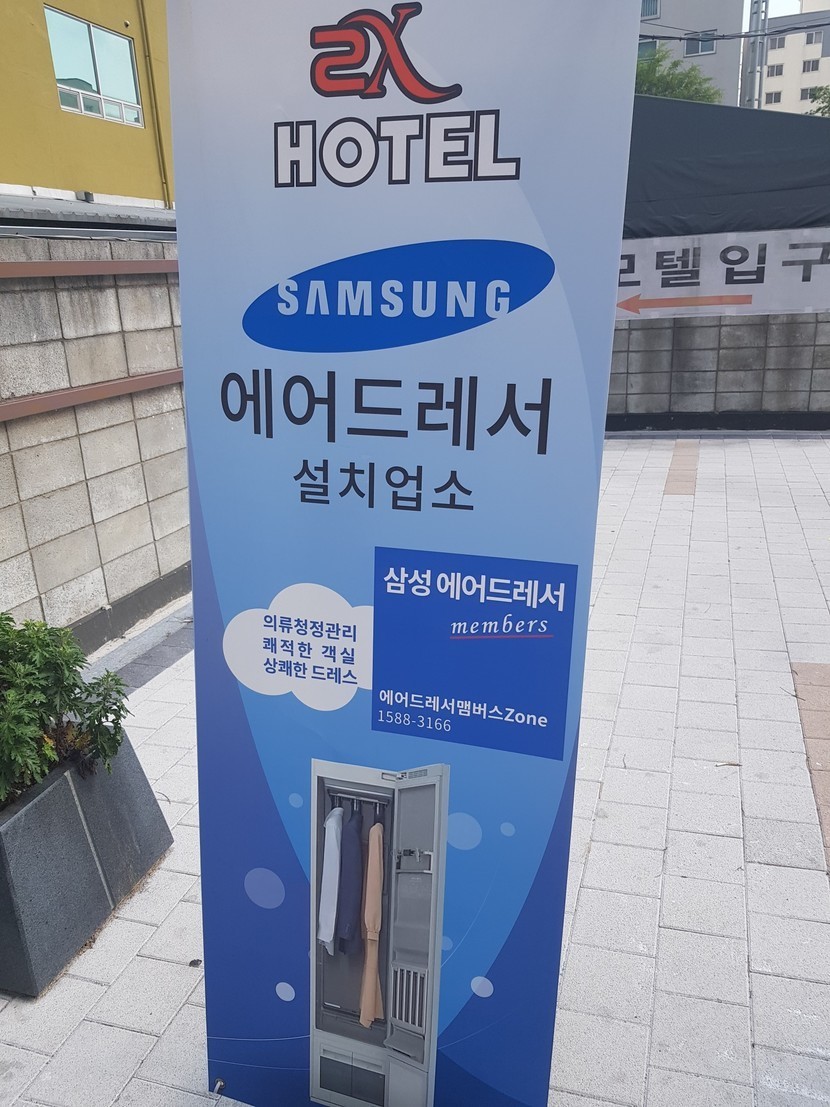 2X
HOTEL
SAMSUNG
에어드레서
설치업소
삼성 에어드레서
members
의류청정관리
쾌적한 객실
상쾌한 드레스
에어드레서맴버스Zone
1588-3166
모텔입구